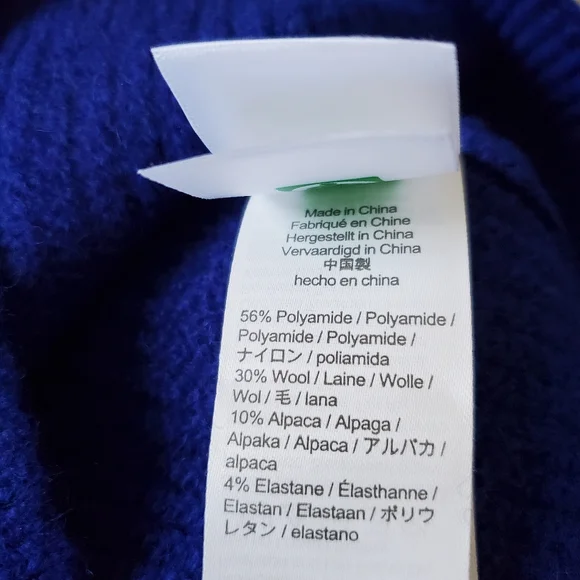 Made in China
Fabriqué en Chine
Hergestellt in China
Vervaardigd in China
中国製
hecho en china
56% Polyamide / Polyamide /
Polyamide / Polyamide /
ナイロン / poliamida
30% Wool / Laine / Wolle /
Wol / 毛 / lana
10% Alpaca / Alpaga /
Alpaka / Alpaca / アルパカ /
alpaca
4% Elastane / Élasthanne /
Elastan / Elastaan / ポリウ
レタン / elastano